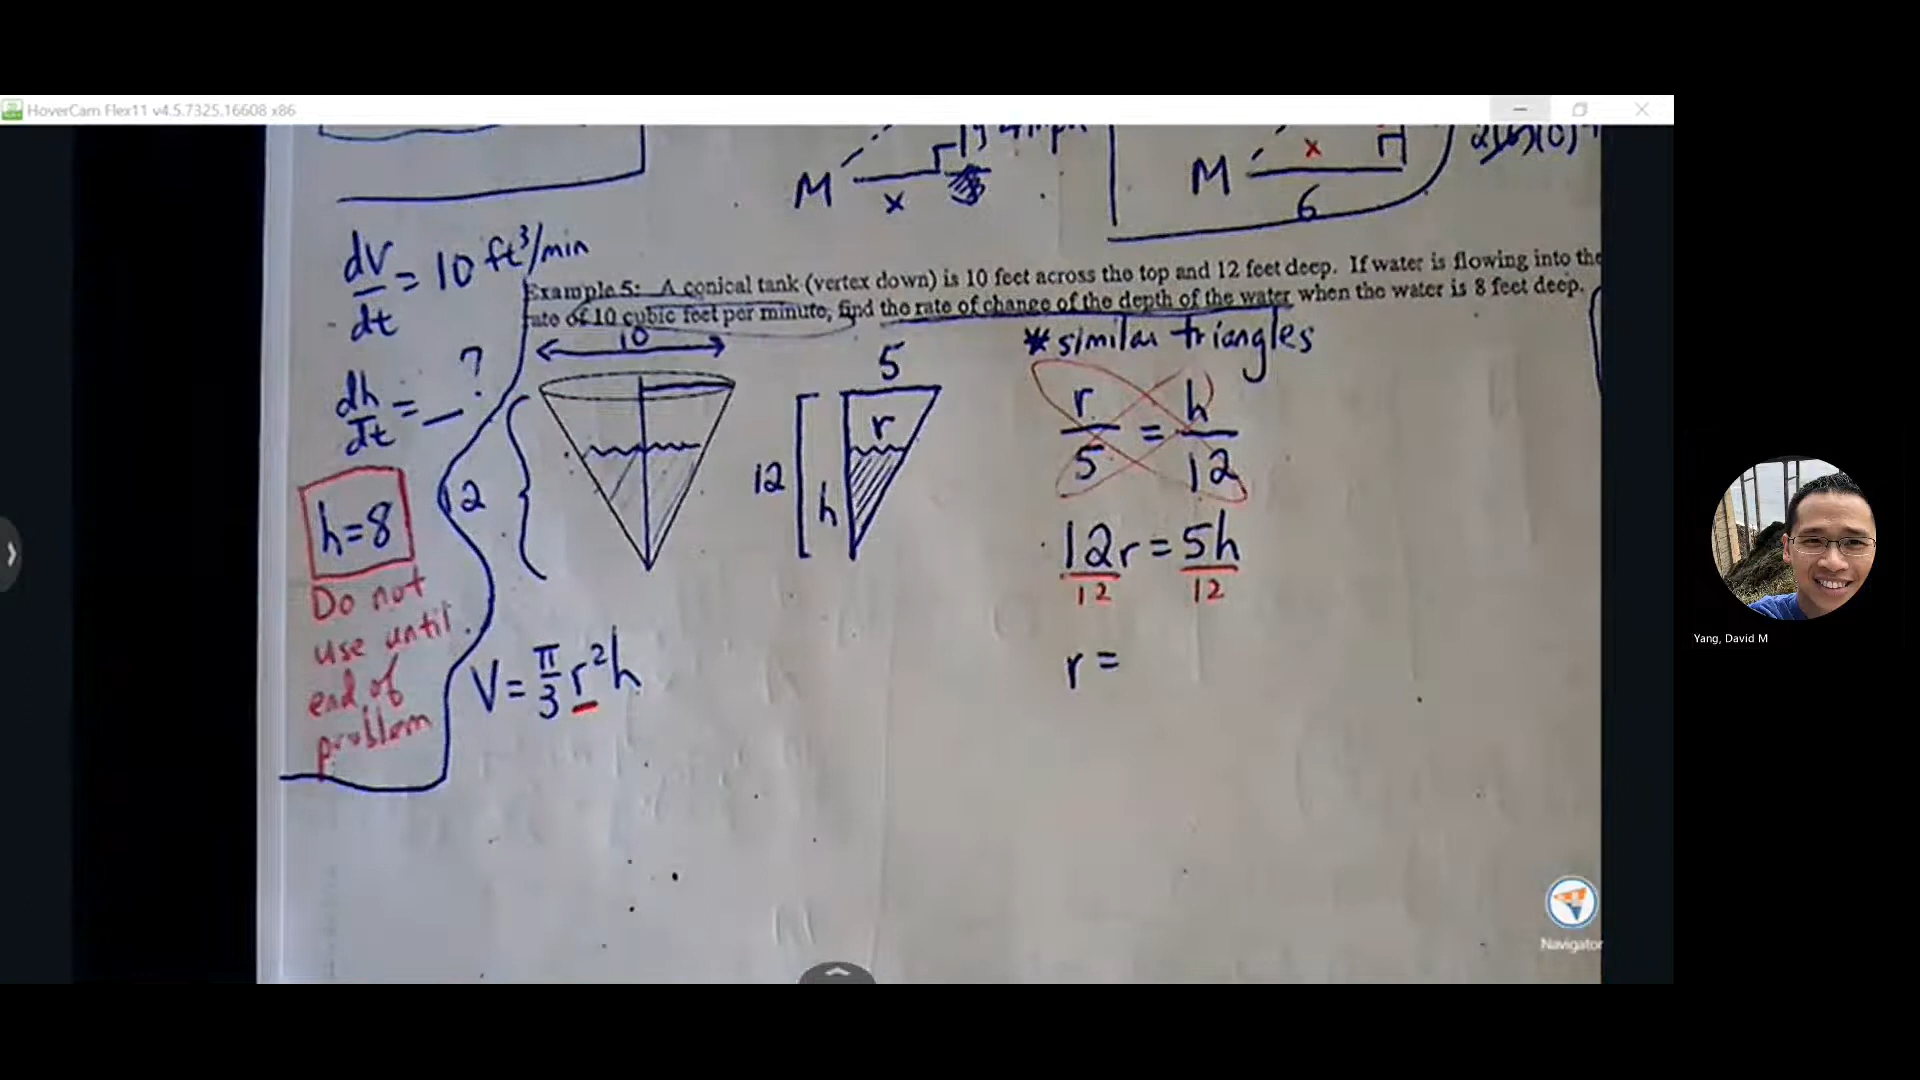 HoverCam Flex11 v4.5.7325.16608 x86
M x
M x
6
dV/dt = 10 ft³/min
Example 5: A conical tank (vertex down) is 10 feet across the top and 12 feet deep. If water is flowing into the
rate of 10 cubic feet per minute, find the rate of change of the depth of the water when the water is 8 feet deep.
dh/dt = _ ?
10
5
* similar triangles
r/5 = h/12
r
12
12
h
h=8
12r = 5h
12 12
Do not
use until
end of
problem
V = π/3 r²h
r =
Yang, David M
Navigator